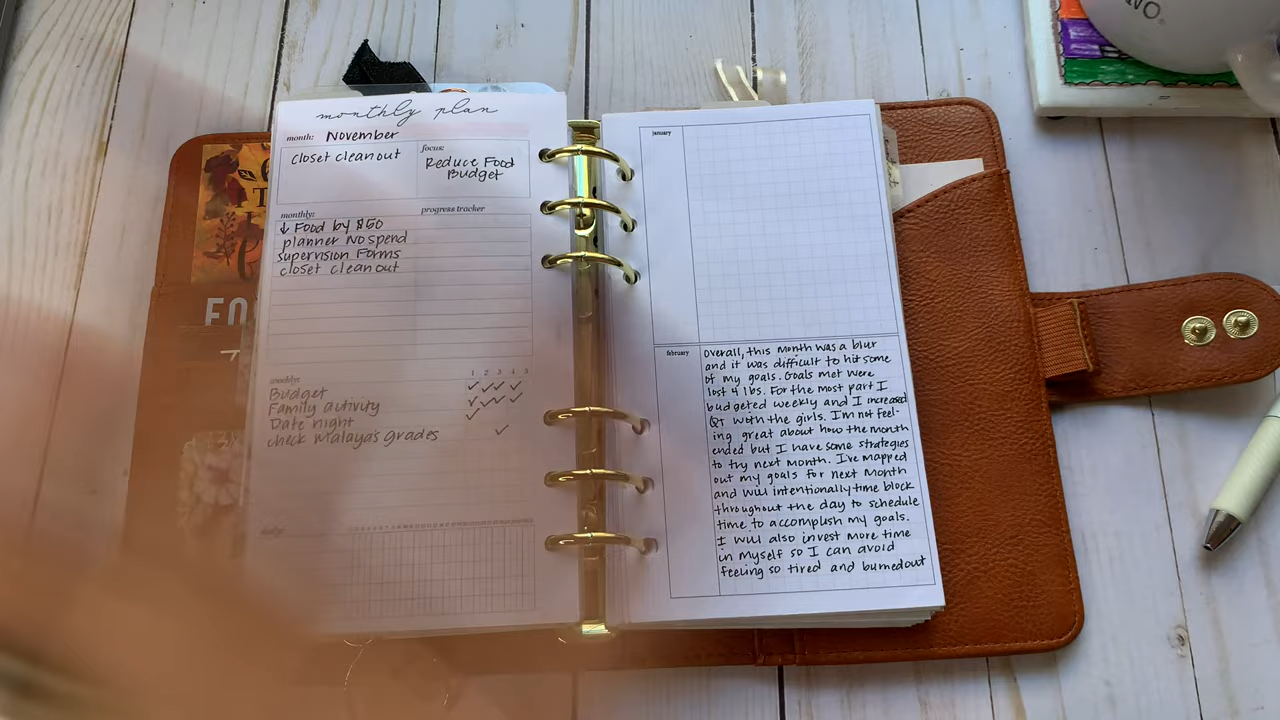 monthly plan
month: November
closet cleanout
focus:
Reduce Food
Budget
monthly:
progress tracker
↓ Food by $50
planner No spend
supervision Forms
closet cleanout
weekly:
1 2 3 4 5
Budget ✓ ✓ ✓ ✓
Family activity ✓ ✓ ✓ ✓
Date night ✓
check Malaya's grades ✓
daily:
january
february
Overall, this month was a blur
and it was difficult to hit some
of my goals. Goals met were
lost 4 lbs. For the most part I
budgeted weekly and I increased
QT with the girls. I'm not feel-
ing great about how the month
ended but I have some strategies
to try next month. I've mapped
out my goals for next month
and will intentionally time block
throughout the day to schedule
time to accomplish my goals.
I will also invest more time
in myself so I can avoid
feeling so tired and burnedout
NO.